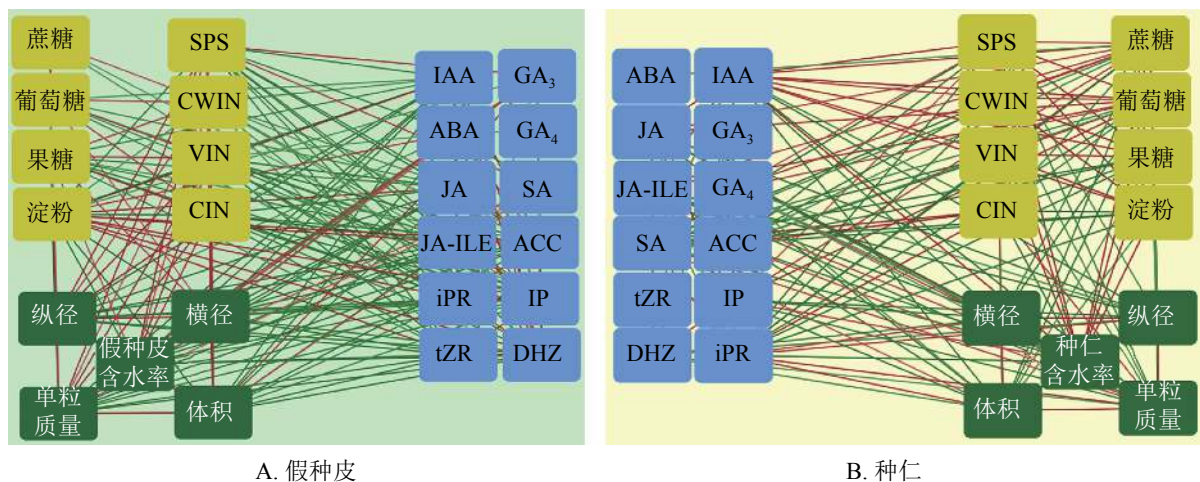 蔗糖 SPS
葡萄糖 CWIN
果糖 VIN
淀粉 CIN
纵径 横径
假种皮
含水率
单粒
质量
体积
IAA GA₃
ABA GA₄
JA SA
JA-ILE ACC
iPR IP
tZR DHZ
A. 假种皮
ABA IAA
JA GA₃
JA-ILE GA₄
SA ACC
tZR IP
DHZ iPR
SPS 蔗糖
CWIN 葡萄糖
VIN 果糖
CIN 淀粉
横径 纵径
种仁
含水率
体积
单粒
质量
B. 种仁